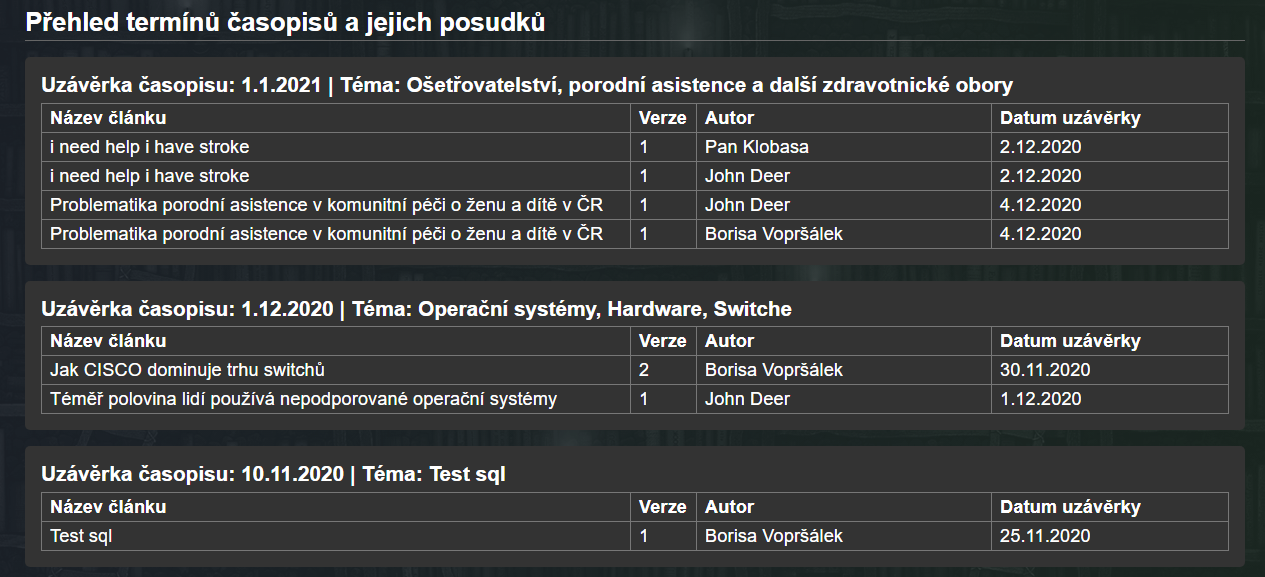 Přehled termínů časopisů a jejich posudků
Uzávěrka časopisu: 1.1.2021 | Téma: Ošetřovatelství, porodní asistence a další zdravotnické obory
Název článku Verze Autor Datum uzávěrky
i need help i have stroke 1 Pan Klobasa 2.12.2020
i need help i have stroke 1 John Deer 2.12.2020
Problematika porodní asistence v komunitní péči o ženu a dítě v ČR 1 John Deer 4.12.2020
Problematika porodní asistence v komunitní péči o ženu a dítě v ČR 1 Borisa Vopršálek 4.12.2020
Uzávěrka časopisu: 1.12.2020 | Téma: Operační systémy, Hardware, Switche
Název článku Verze Autor Datum uzávěrky
Jak CISCO dominuje trhu switchů 2 Borisa Vopršálek 30.11.2020
Téměř polovina lidí používá nepodporované operační systémy 1 John Deer 1.12.2020
Uzávěrka časopisu: 10.11.2020 | Téma: Test sql
Název článku Verze Autor Datum uzávěrky
Test sql 1 Borisa Vopršálek 25.11.2020